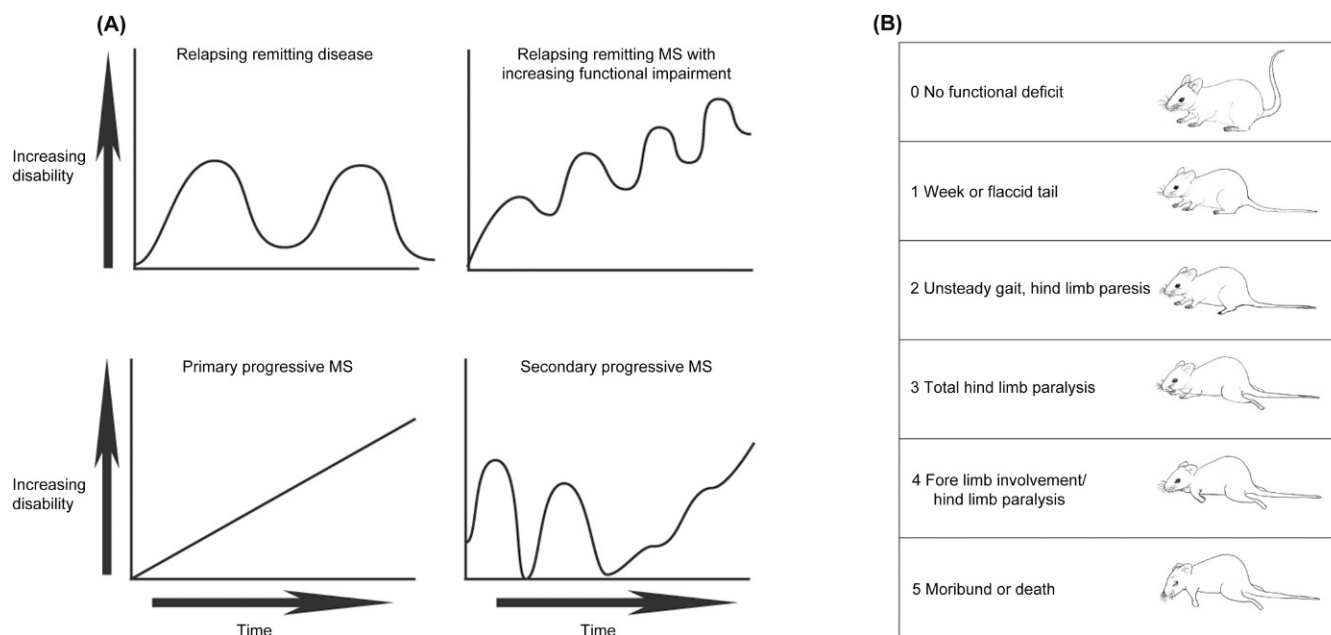 (A)
Relapsing remitting disease
Relapsing remitting MS with
increasing functional impairment
Increasing
disability
Primary progressive MS
Secondary progressive MS
Increasing
disability
Time
Time
(B)
0 No functional deficit
1 Week or flaccid tail
2 Unsteady gait, hind limb paresis
3 Total hind limb paralysis
4 Fore limb involvement/
hind limb paralysis
5 Moribund or death